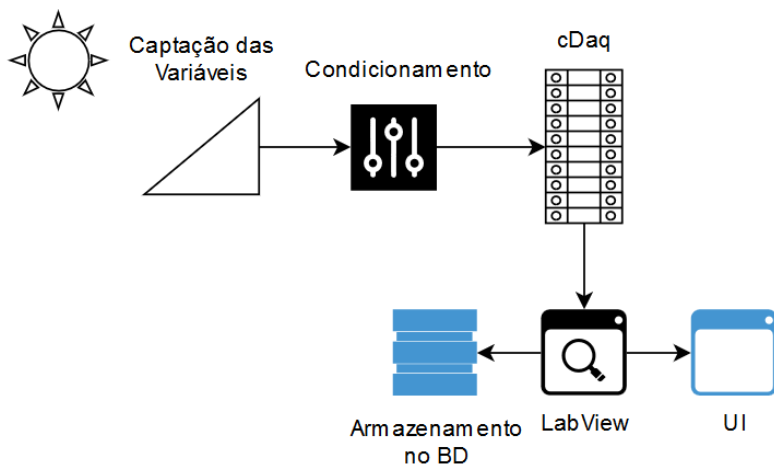 Captação das
Variáveis
Condicionamento
cDaq
Armazenamento
no BD
LabView
UI